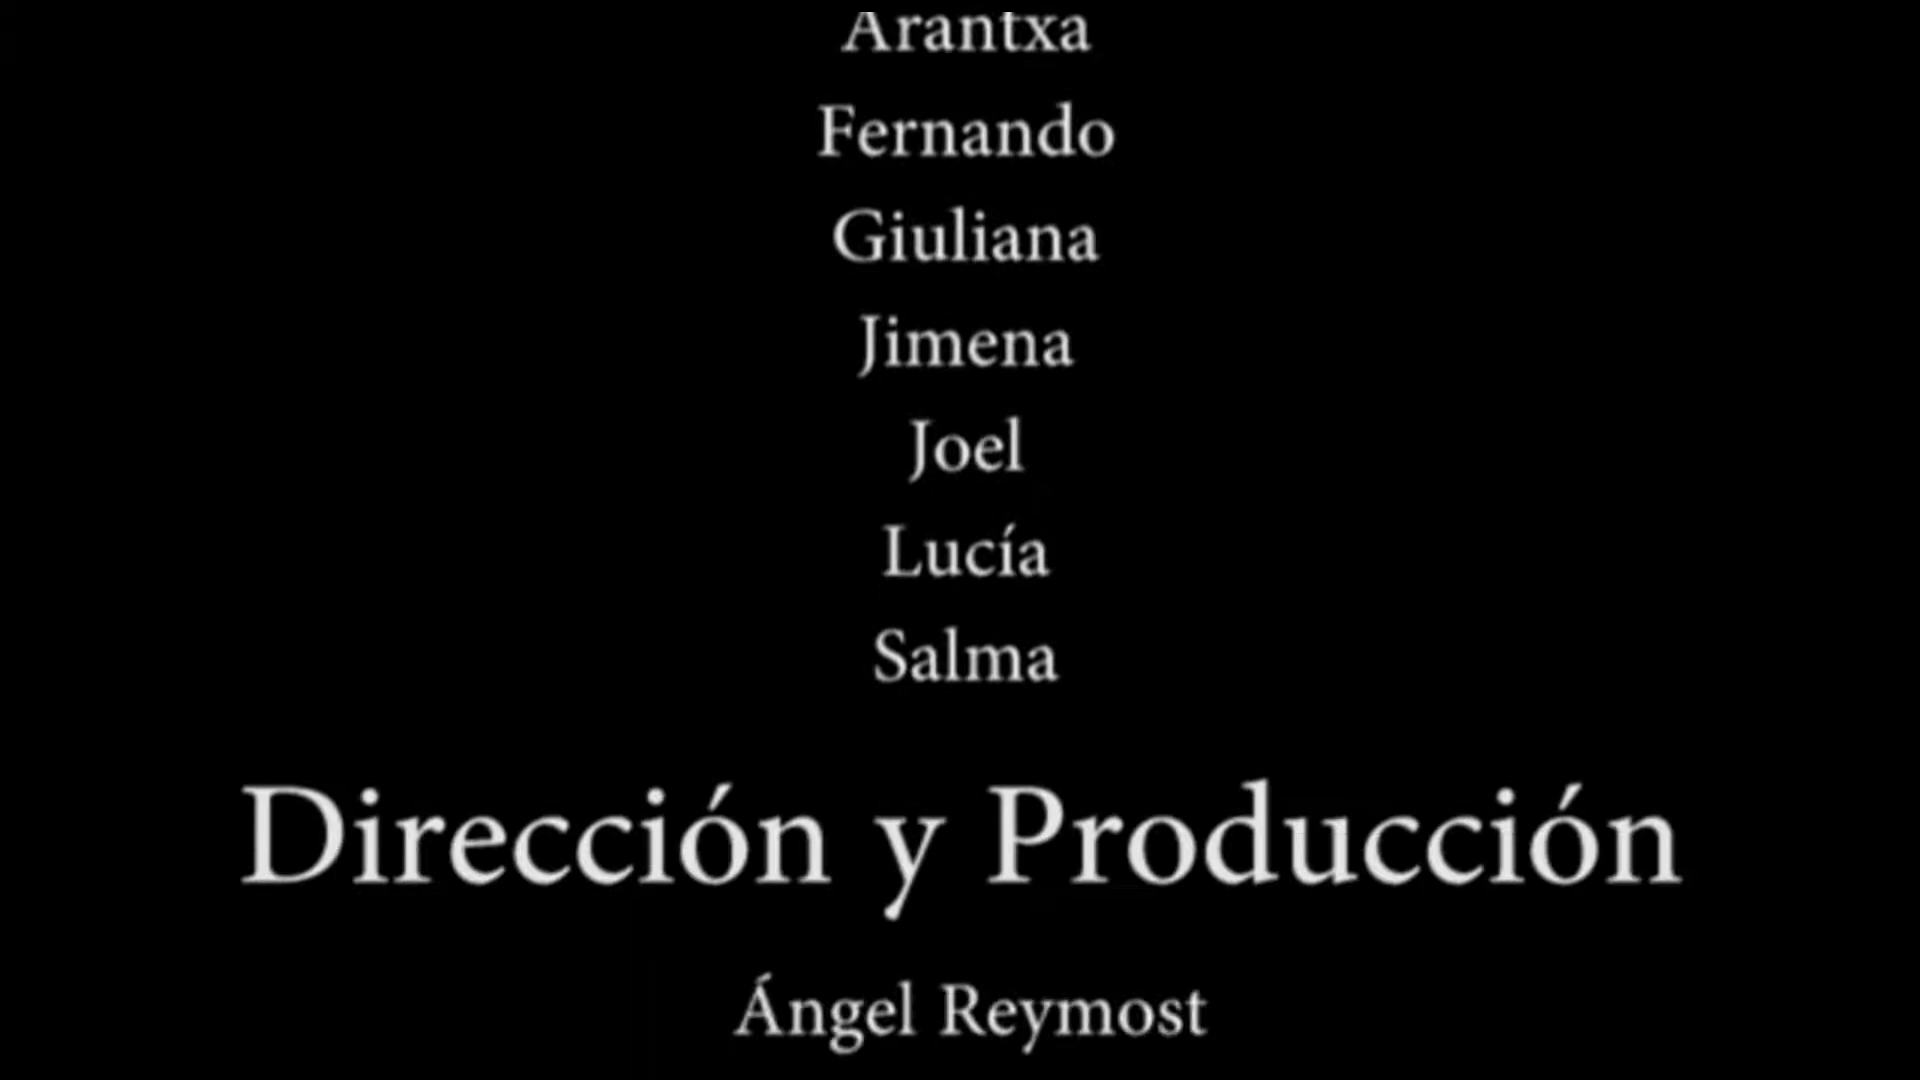 Arantxa
Fernando
Giuliana
Jimena
Joel
Lucía
Salma
Dirección y Producción
Ángel Reymost